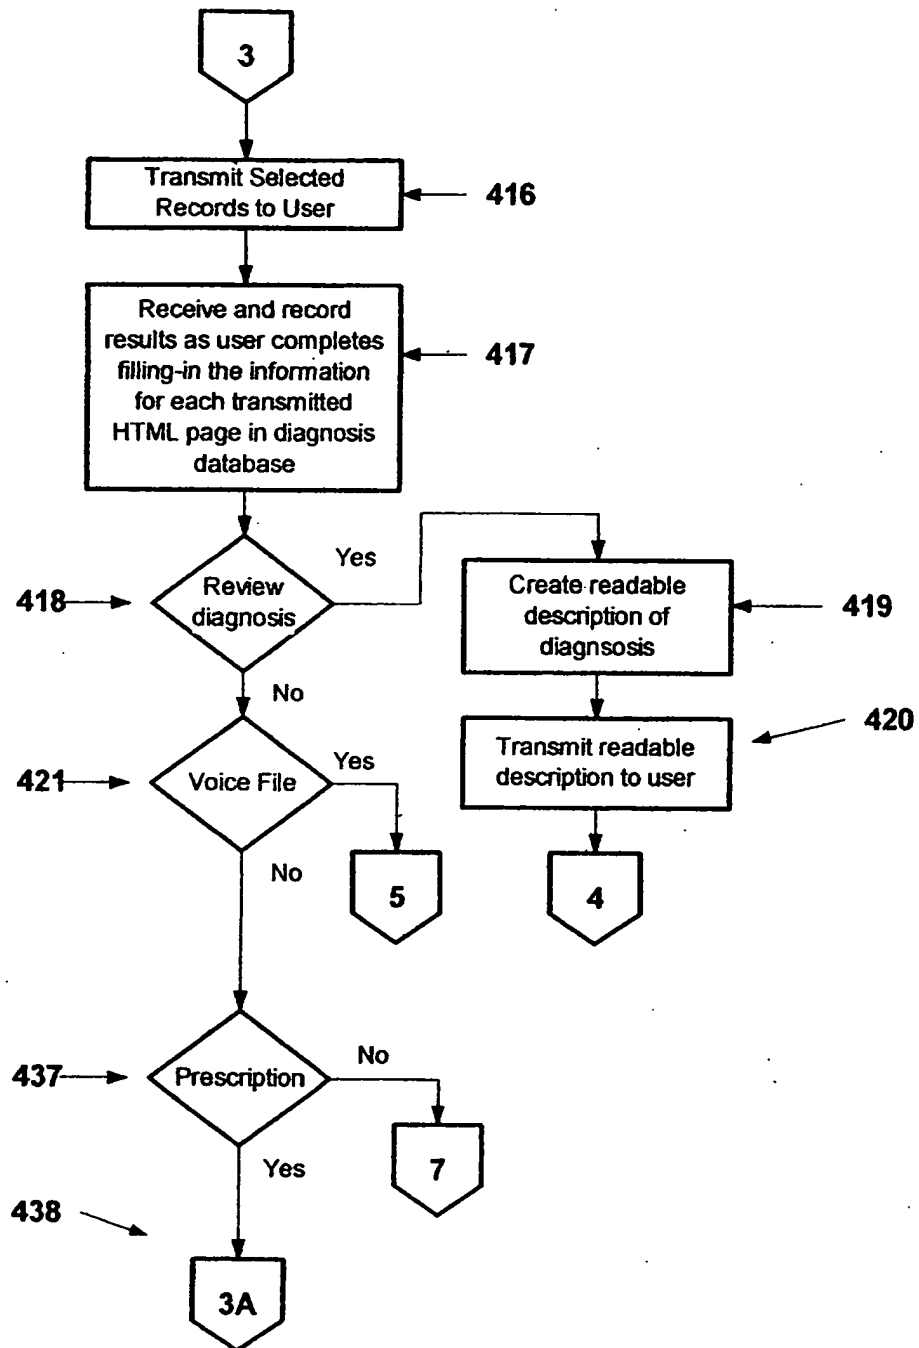 3
Transmit Selected
Records to User
416
Receive and record
results as user completes
filling-in the information
for each transmitted
HTML page in diagnosis
database
417
Review
diagnosis
418
Yes
No
Create readable
description of
diagnsosis
419
Transmit readable
description to user
420
Voice File
421
Yes
No
5
4
Prescription
437
No
Yes
7
438
3A